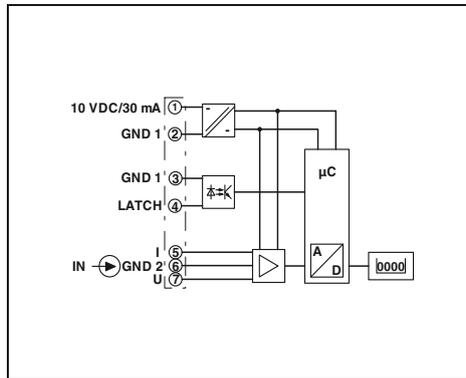 10 VDC/30 mA 1
GND 1 2
GND 1 3
LATCH 4
µC
I 5
IN GND 2 6
U 7
A
D
0000